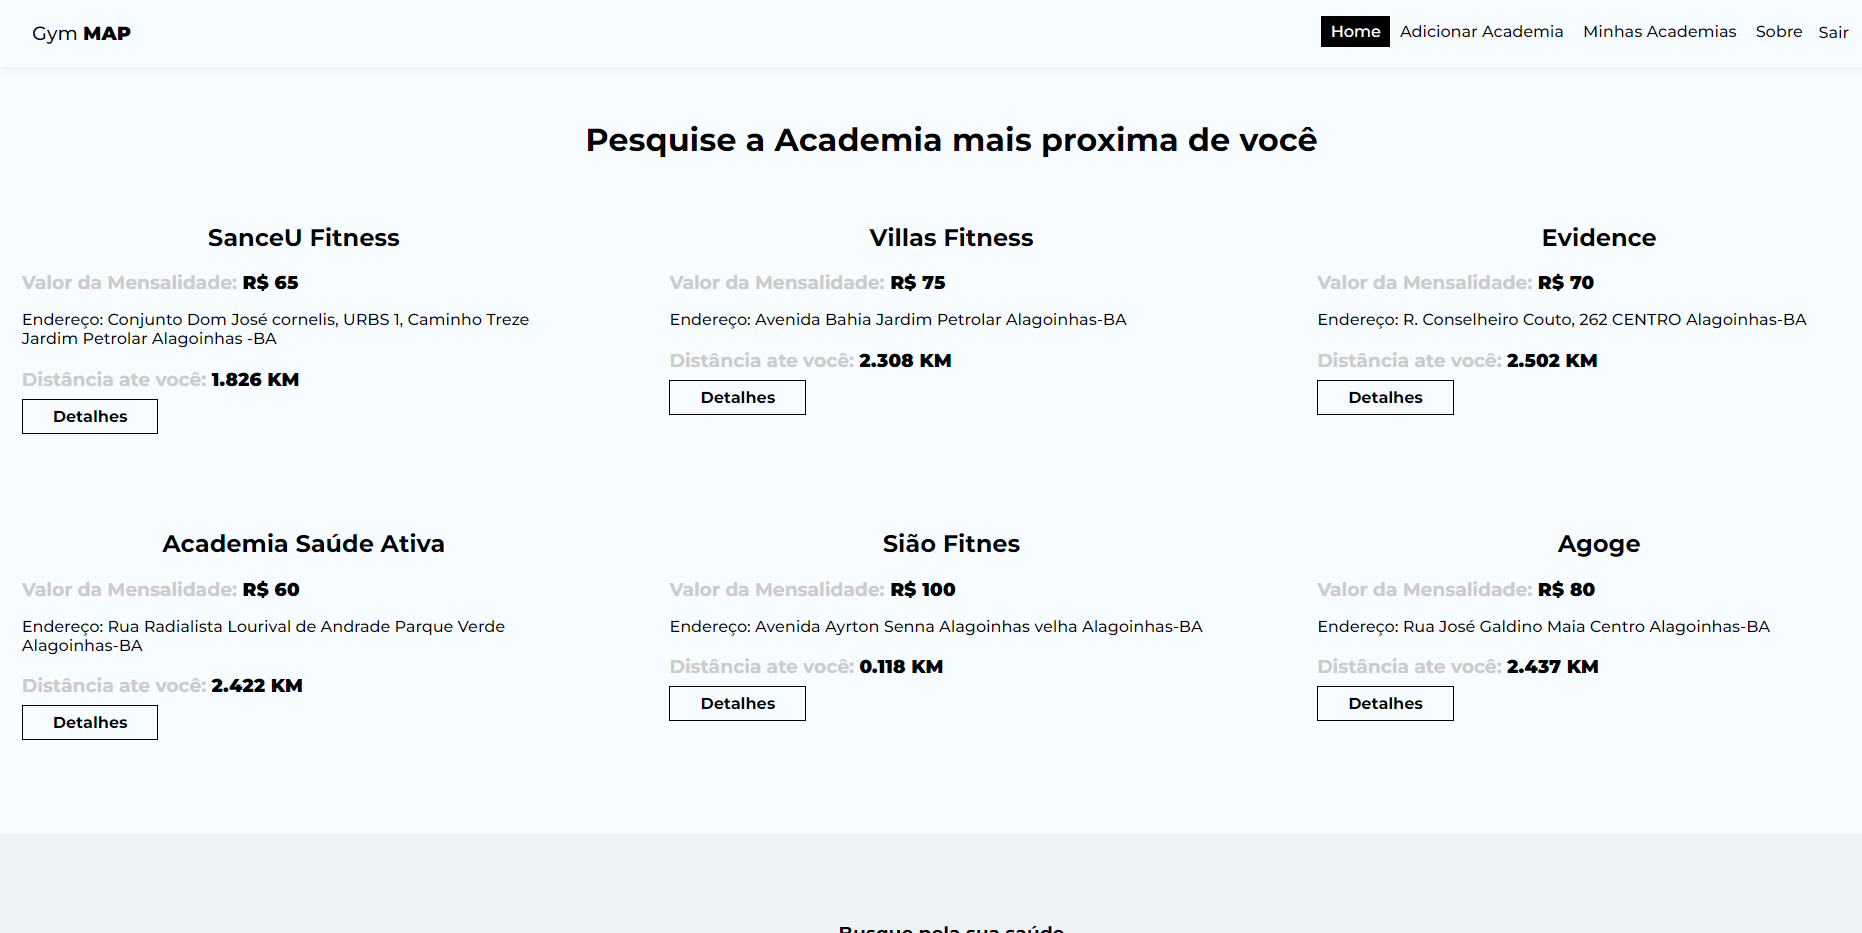 Gym MAP
Home Adicionar Academia Minhas Academias Sobre Sair
Pesquise a Academia mais proxima de você
SanceU Fitness
Valor da Mensalidade: R$ 65
Endereço: Conjunto Dom José cornelis, URBS 1, Caminho Treze
Jardim Petrolar Alagoinhas -BA
Distância ate você: 1.826 KM
Detalhes
Villas Fitness
Valor da Mensalidade: R$ 75
Endereço: Avenida Bahia Jardim Petrolar Alagoinhas-BA
Distância ate você: 2.308 KM
Detalhes
Evidence
Valor da Mensalidade: R$ 70
Endereço: R. Conselheiro Couto, 262 CENTRO Alagoinhas-BA
Distância ate você: 2.502 KM
Detalhes
Academia Saúde Ativa
Valor da Mensalidade: R$ 60
Endereço: Rua Radialista Lourival de Andrade Parque Verde
Alagoinhas-BA
Distância ate você: 2.422 KM
Detalhes
Sião Fitnes
Valor da Mensalidade: R$ 100
Endereço: Avenida Ayrton Senna Alagoinhas velha Alagoinhas-BA
Distância ate você: 0.118 KM
Detalhes
Agoge
Valor da Mensalidade: R$ 80
Endereço: Rua José Galdino Maia Centro Alagoinhas-BA
Distância ate você: 2.437 KM
Detalhes
Busque pela sua saúde